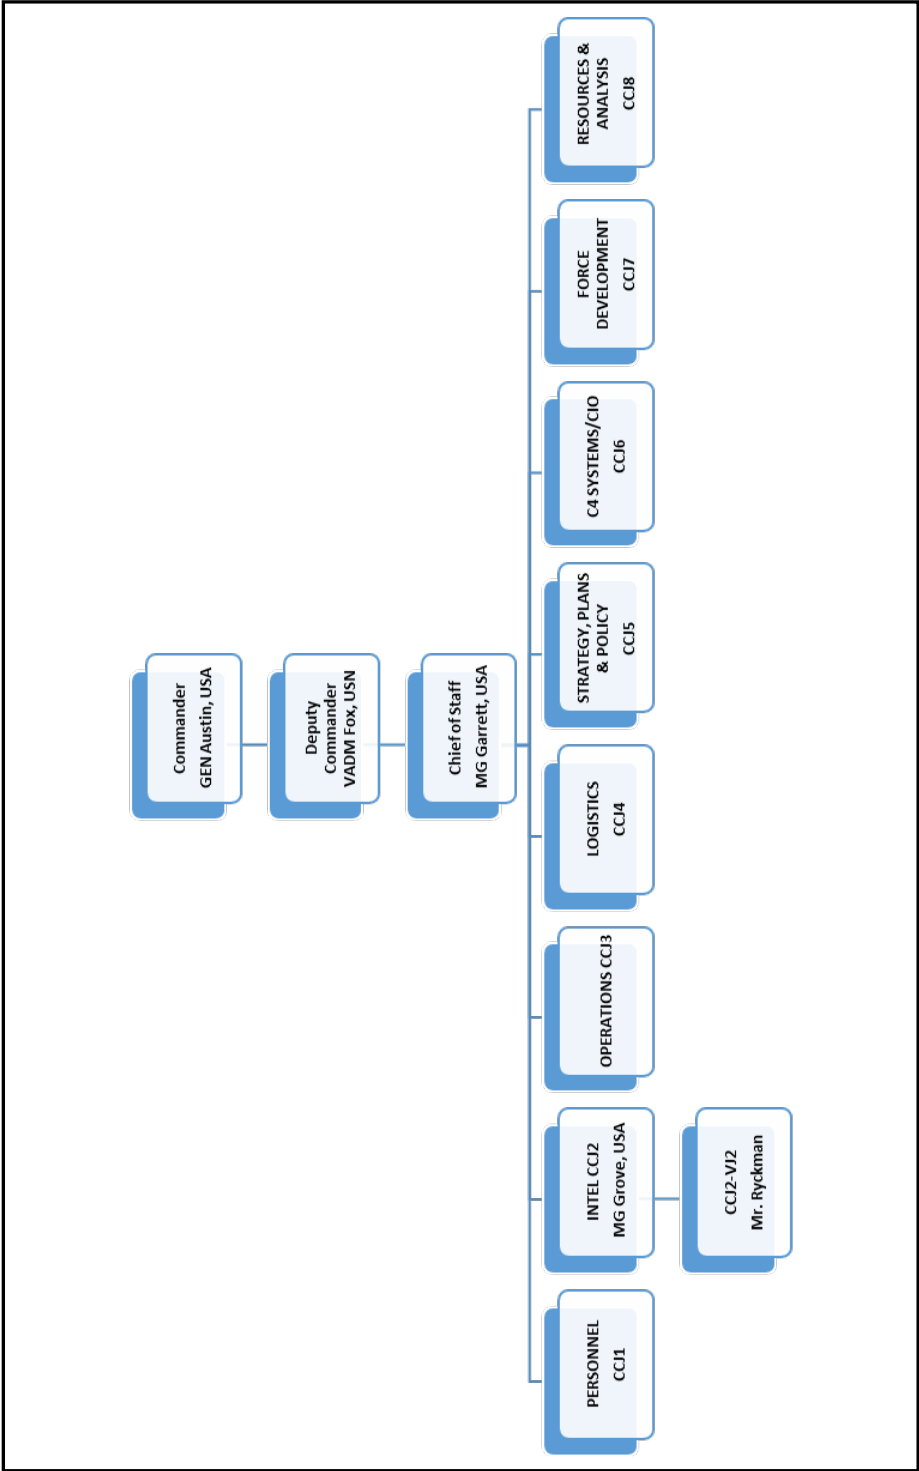 Commander
GEN Austin, USA
Deputy
Commander
VADM Fox, USN
Chief of Staff
MG Garrett, USA
PERSONNEL
CCJ1
INTEL CCJ2
MG Grove, USA
OPERATIONS CCJ3
LOGISTICS
CCJ4
STRATEGY, PLANS
& POLICY
CCJ5
C4 SYSTEMS/CIO
CCJ6
FORCE
DEVELOPMENT
CCJ7
RESOURCES &
ANALYSIS
CCJ8
CCJ2-VJ2
Mr. Ryckman